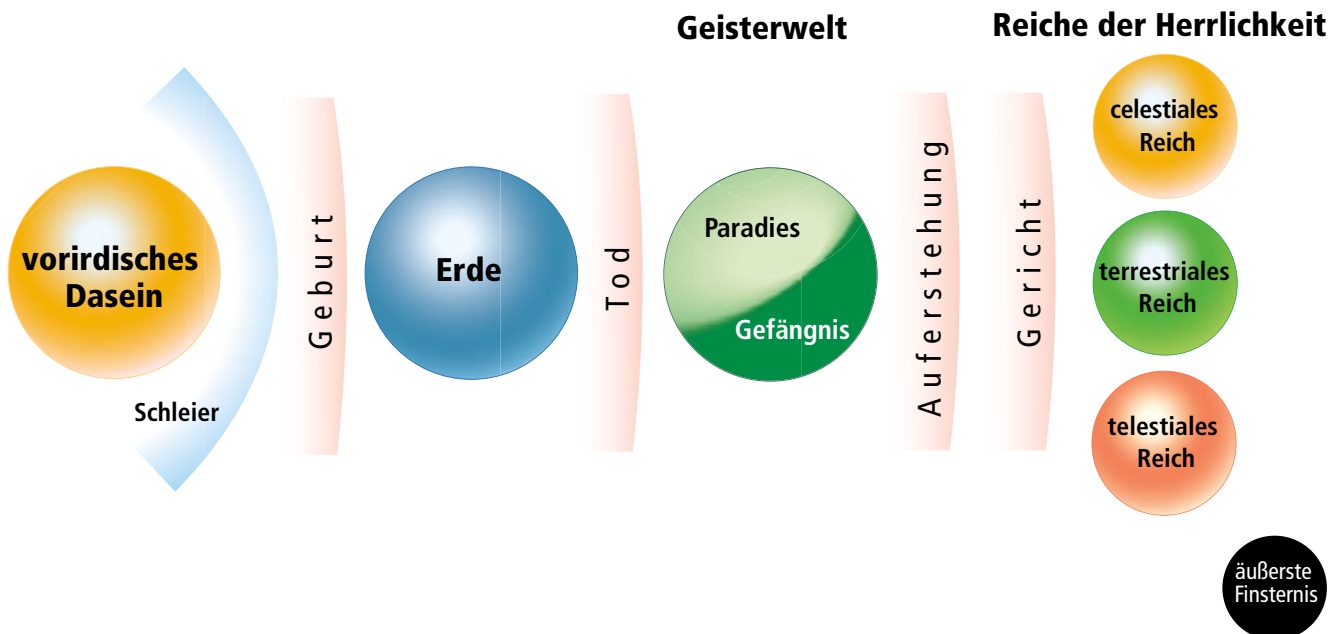 Geisterwelt
Reiche der Herrlichkeit
vorirdisches
Dasein
Schleier
Geburt
Erde
Tod
Paradies
Gefängnis
Auferstehung
Gericht
celestiales
Reich
terrestriales
Reich
telestiales
Reich
äußerste
Finsternis